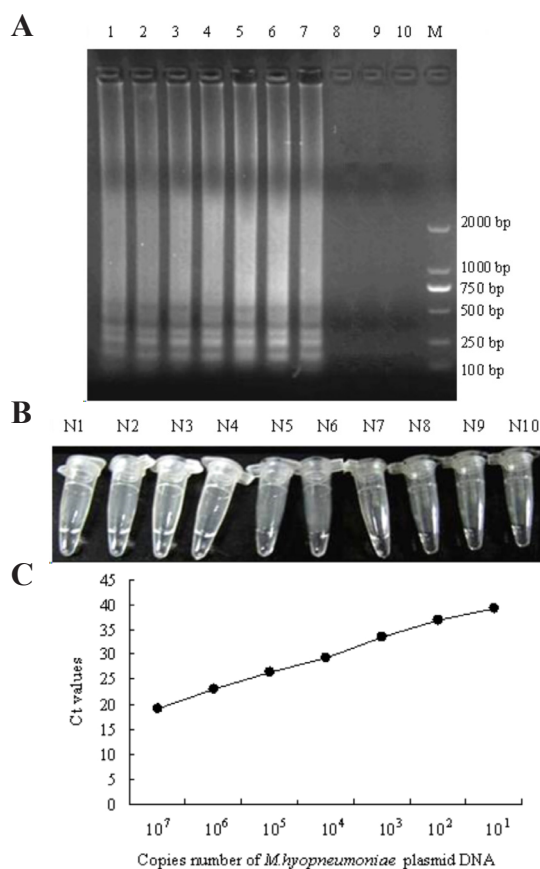 A
1 2 3 4 5 6 7 8 9 10 M
2000 bp
1000 bp
750 bp
500 bp
250 bp
100 bp
B
N1 N2 N3 N4 N5 N6 N7 N8 N9 N10
C
45
40
35
30
25
20
15
10
5
0
Ct values
10⁷ 10⁶ 10⁵ 10⁴ 10³ 10² 10¹
Copies number of M.hyopneumoniae plasmid DNA